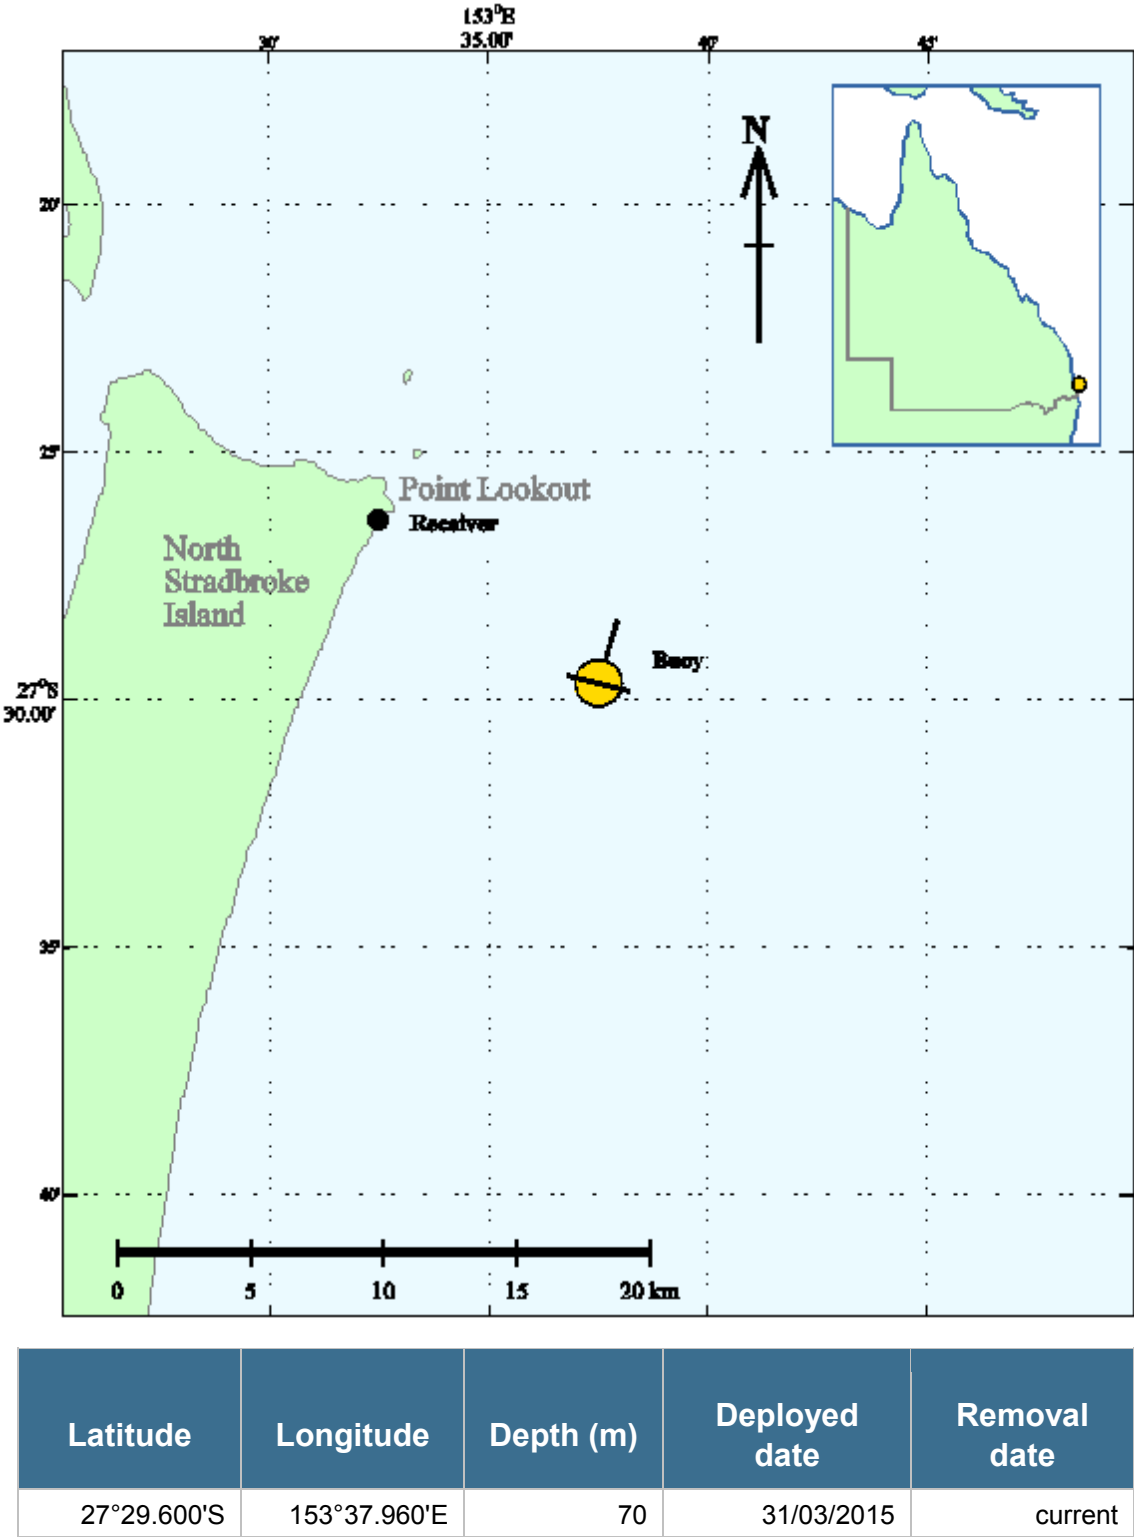 153°E
35.00'
30'
40'
45'
N
20'
25'
Point Lookout
Receiver
North
Stradbroke
Island
Buoy
27°S
30.00'
35'
40'
0 5 10 15 20 km
Latitude Longitude Depth (m) Deployed date Removal date
27°29.600'S 153°37.960'E 70 31/03/2015 current